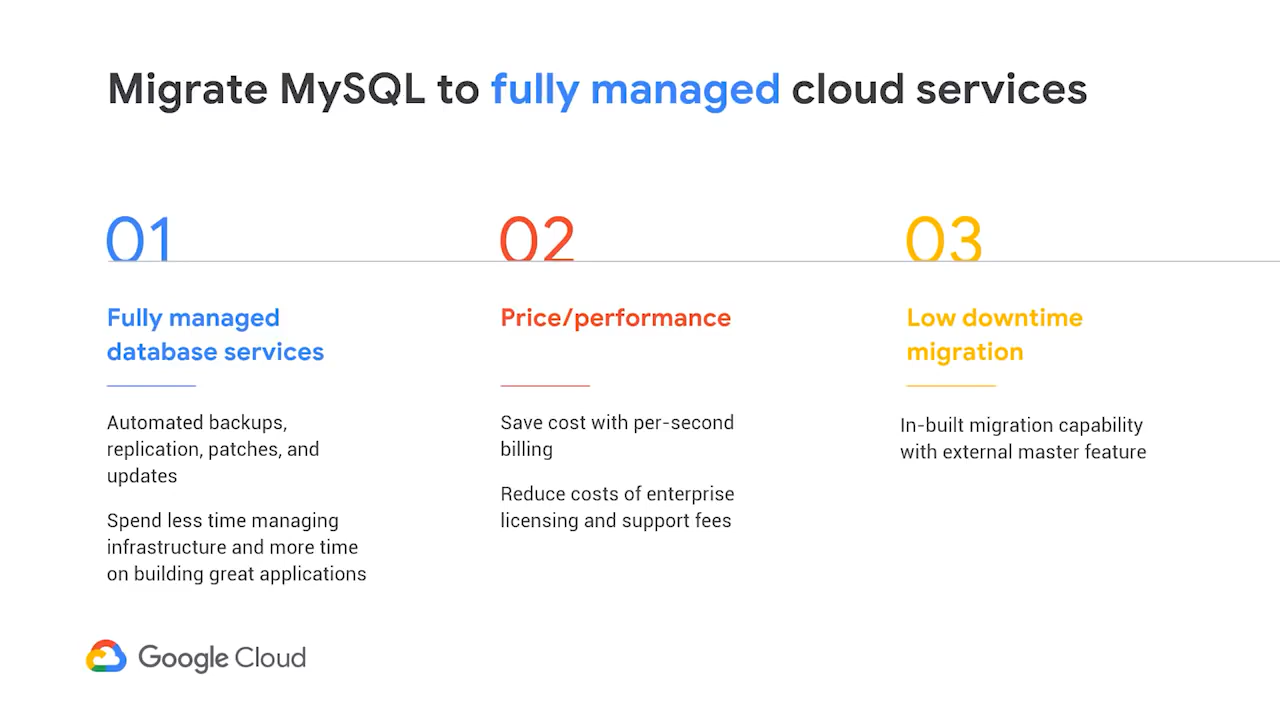 Migrate MySQL to fully managed cloud services
01
Fully managed
database services
Automated backups,
replication, patches, and
updates
Spend less time managing
infrastructure and more time
on building great applications
02
Price/performance
Save cost with per-second
billing
Reduce costs of enterprise
licensing and support fees
03
Low downtime
migration
In-built migration capability
with external master feature
Google Cloud